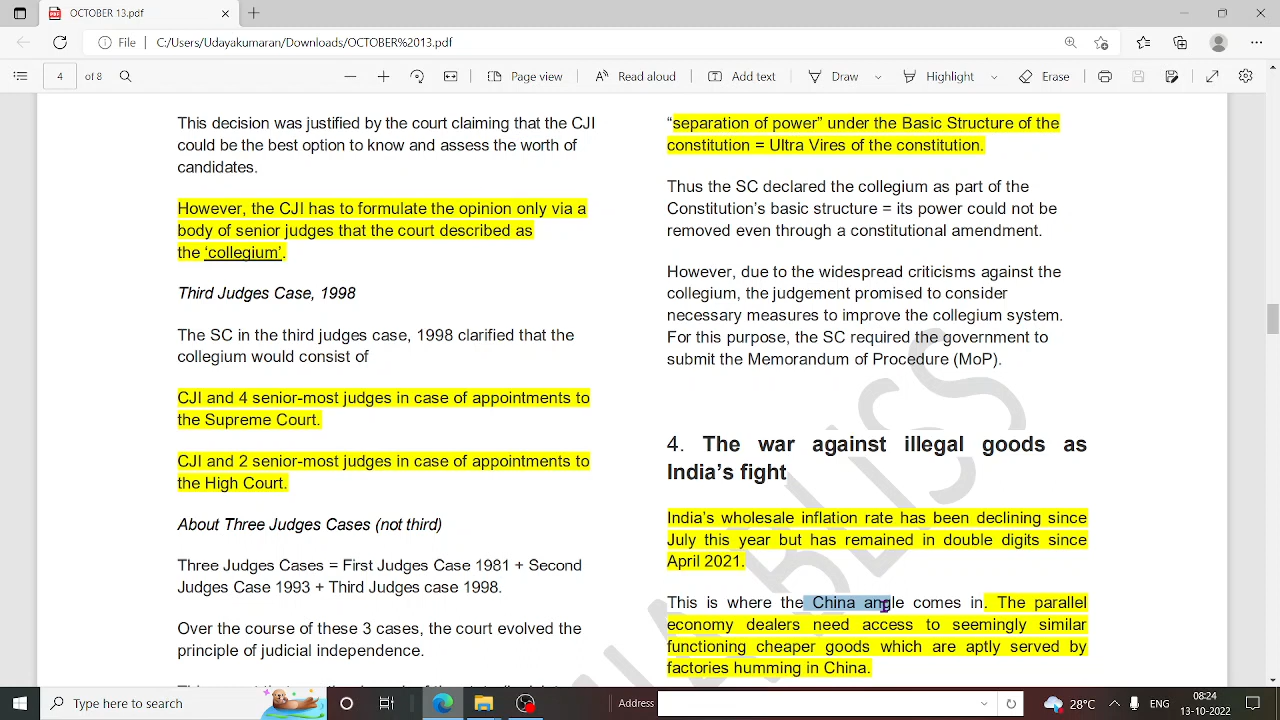 OCTOBER 13.pdf
File C:/Users/Udayakumaran/Downloads/OCTOBER%2013.pdf
4 of 8 Page view Read aloud Add text Draw Highlight Erase
This decision was justified by the court claiming that the CJI
could be the best option to know and assess the worth of
candidates.
However, the CJI has to formulate the opinion only via a
body of senior judges that the court described as
the ‘collegium’.
Third Judges Case, 1998
The SC in the third judges case, 1998 clarified that the
collegium would consist of
CJI and 4 senior-most judges in case of appointments to
the Supreme Court.
CJI and 2 senior-most judges in case of appointments to
the High Court.
About Three Judges Cases (not third)
Three Judges Cases = First Judges Case 1981 + Second
Judges Case 1993 + Third Judges case 1998.
Over the course of these 3 cases, the court evolved the
principle of judicial independence.
“separation of power” under the Basic Structure of the
constitution = Ultra Vires of the constitution.
Thus the SC declared the collegium as part of the
Constitution’s basic structure = its power could not be
removed even through a constitutional amendment.
However, due to the widespread criticisms against the
collegium, the judgement promised to consider
necessary measures to improve the collegium system.
For this purpose, the SC required the government to
submit the Memorandum of Procedure (MoP).
4. The war against illegal goods as
India’s fight
India’s wholesale inflation rate has been declining since
July this year but has remained in double digits since
April 2021.
This is where the China angle comes in. The parallel
economy dealers need access to seemingly similar
functioning cheaper goods which are aptly served by
factories humming in China.
Type here to search Address 28°C ENG 08:24
13-10-2022